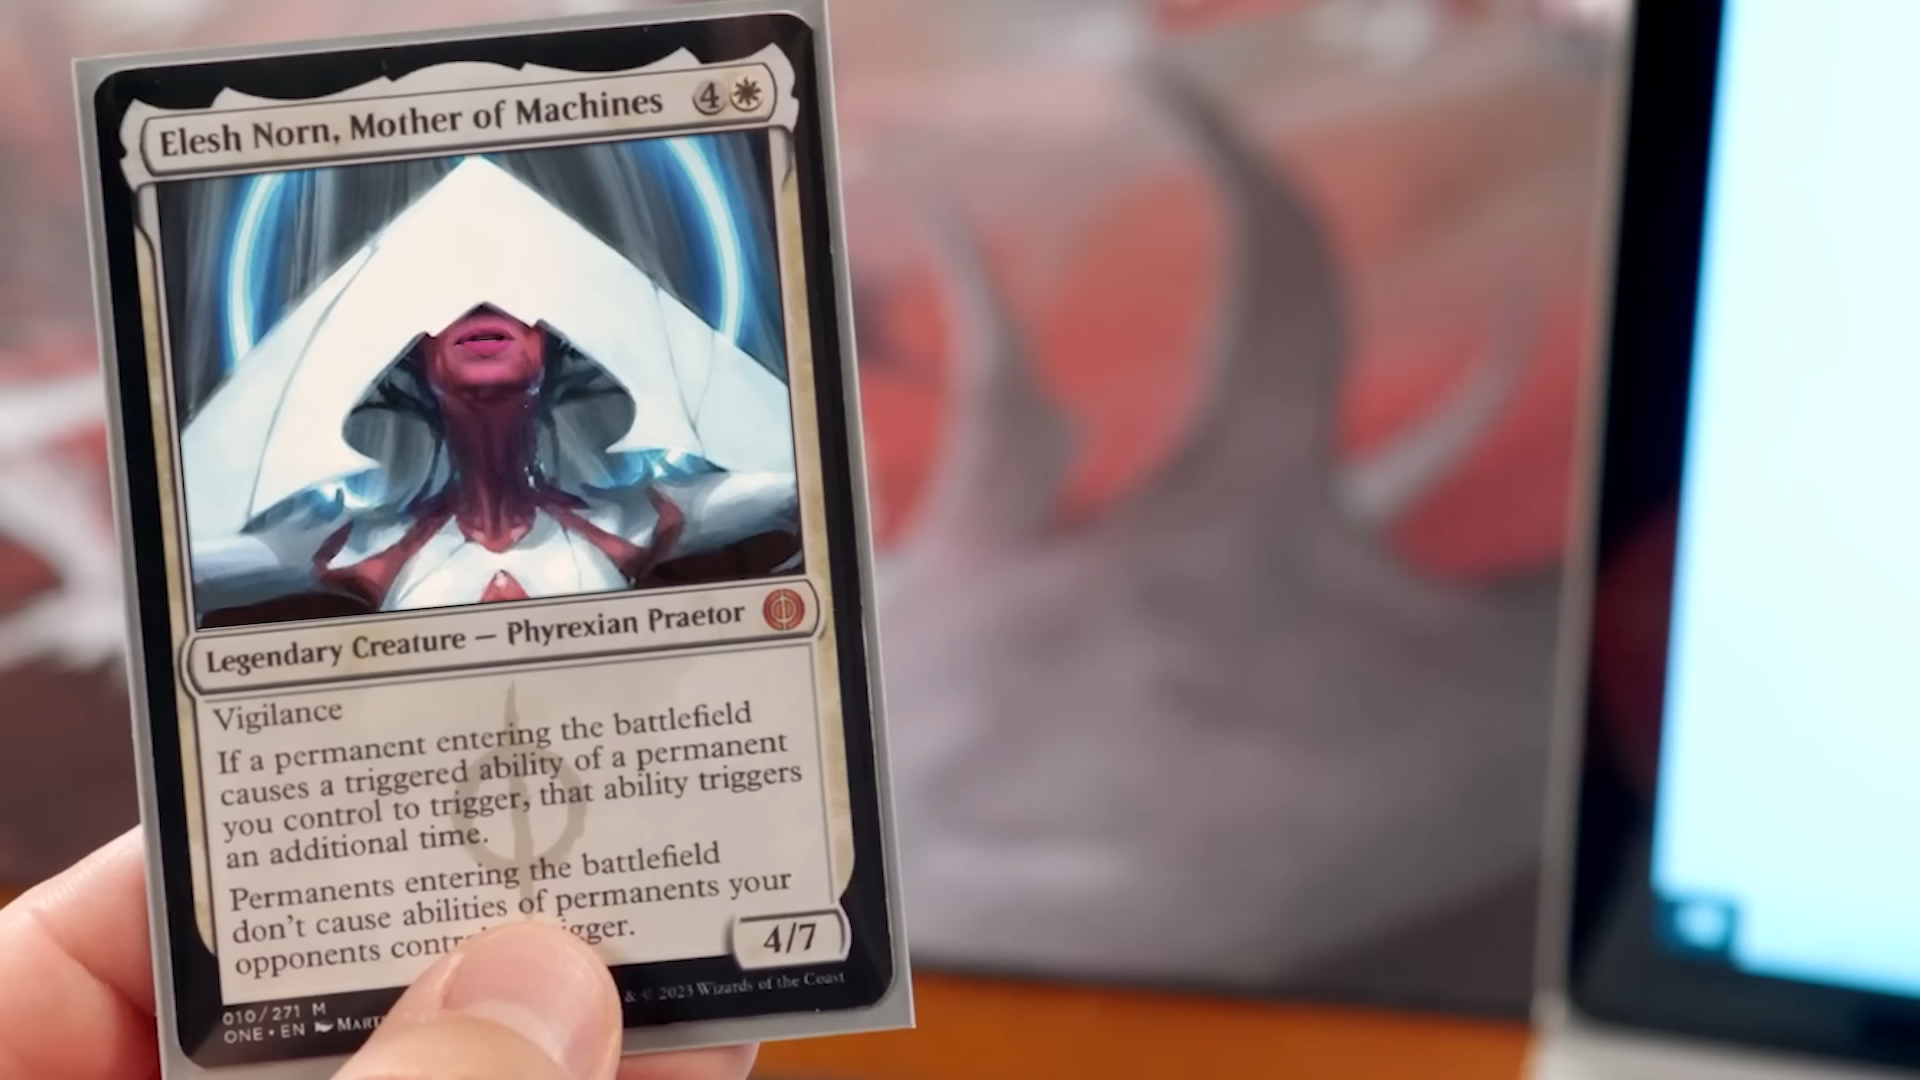 Elesh Norn, Mother of Machines 4
Legendary Creature — Phyrexian Praetor
Vigilance
If a permanent entering the battlefield
causes a triggered ability of a permanent
you control to trigger, that ability triggers
an additional time.
Permanents entering the battlefield
don't cause abilities of permanents your
opponents
4/7
010/271 M
ONE • EN
& © 2023 Wizards of the Coast